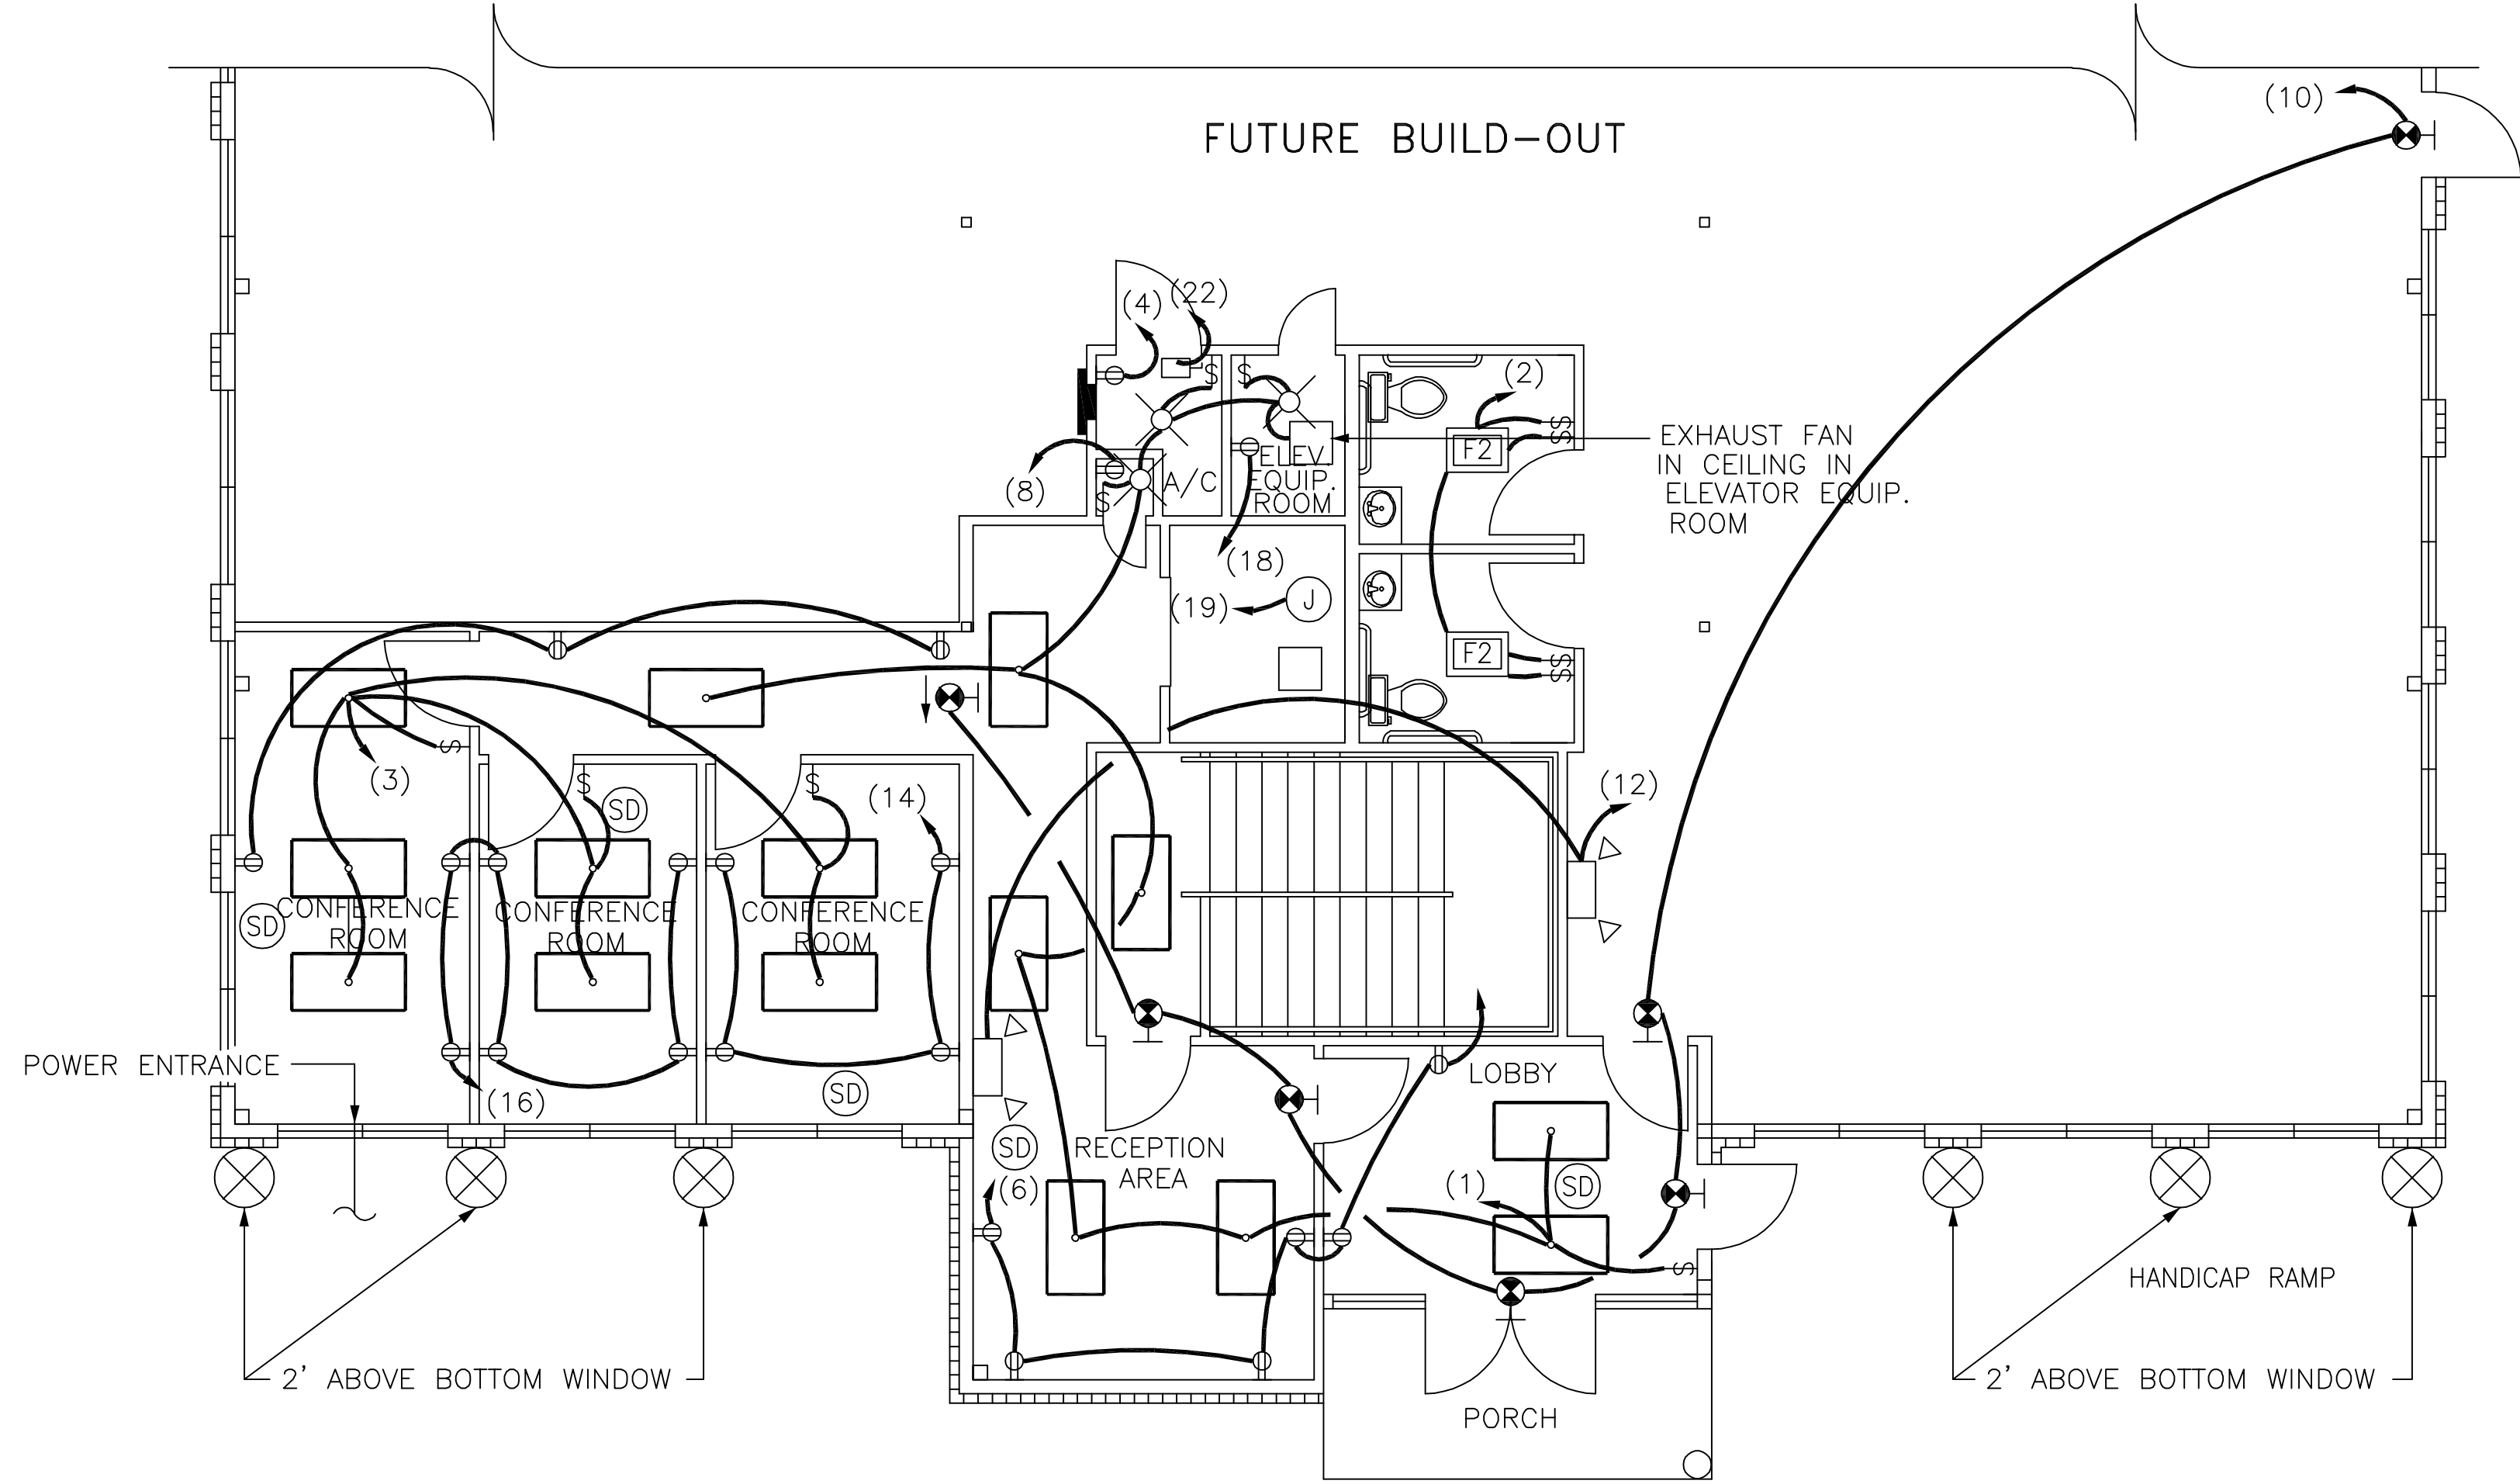 (10)
FUTURE BUILD-OUT
(22)
(4)
(2)
S
S
SS
EXHAUST FAN
IN CEILING IN
ELEVATOR EQUIP.
ROOM
F2
ELEV.
EQUIP.
ROOM
A/C
(8)
S
(18)
(19)
J
F2
SS
S
(3)
S
SD
S
(14)
(12)
CONFERENCE
ROOM
SD
CONFERENCE
ROOM
CONFERENCE
ROOM
POWER ENTRANCE
(16)
SD
LOBBY
SD
RECEPTION
AREA
(6)
(1)
SD
S
HANDICAP RAMP
2' ABOVE BOTTOM WINDOW
2' ABOVE BOTTOM WINDOW
PORCH